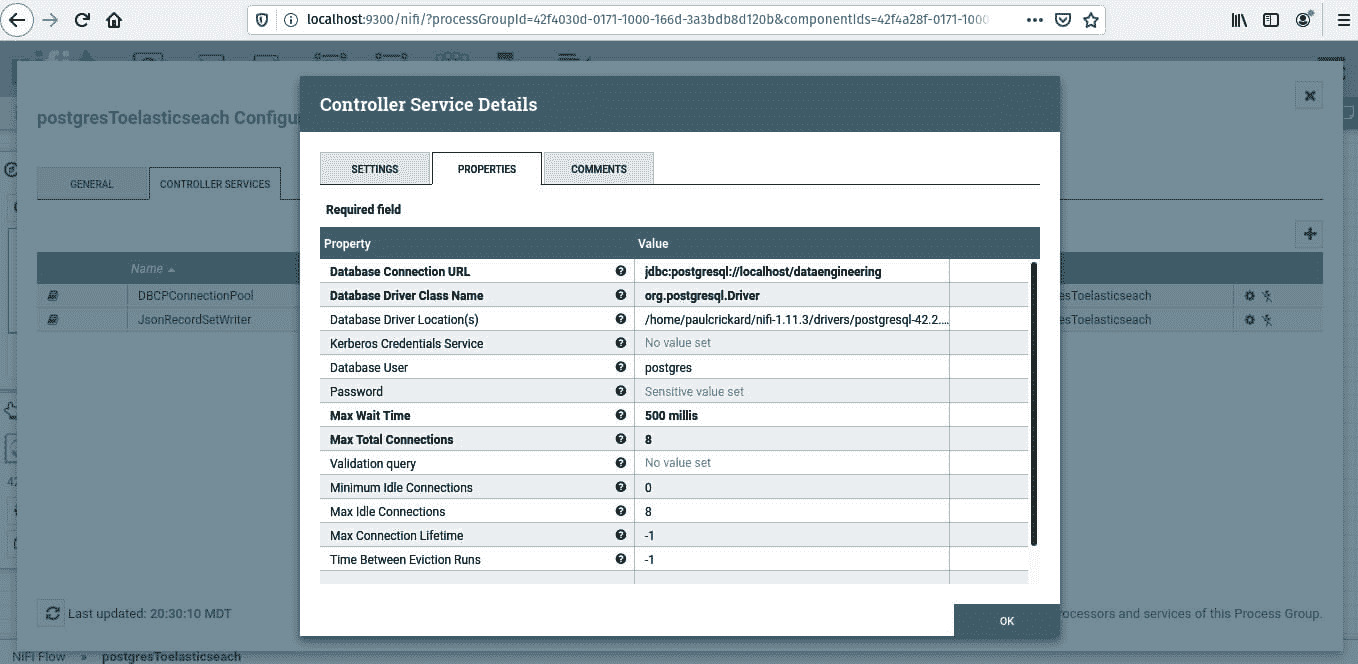 localhost:9300/nifi/?processGroupId=42f4030d-0171-1000-166d-3a3bdb8d120b&componentIds=42f4a28f-0171-1000
Controller Service Details
postgresToelasticseach Configu
SETTINGS
PROPERTIES
COMMENTS
GENERAL
CONTROLLER SERVICES
Required field
Property Value
Name
Database Connection URL jdbc:postgresql://localhost/dataengineering
Database Driver Class Name org.postgresql.Driver
DBCPConnectionPool
esToelasticseach
Database Driver Location(s) /home/paulcrickard/nifi-1.11.3/drivers/postgresql-42.2....
JsonRecordSetWriter
esToelasticseach
Kerberos Credentials Service No value set
Database User postgres
Password Sensitive value set
Max Wait Time 500 millis
Max Total Connections 8
Validation query No value set
Minimum Idle Connections 0
Max Idle Connections 8
Max Connection Lifetime -1
Time Between Eviction Runs -1
Last updated: 20:30:10 MDT
rocessors and services of this Process Group.
OK
NiFi Flow » postgresToelasticseach